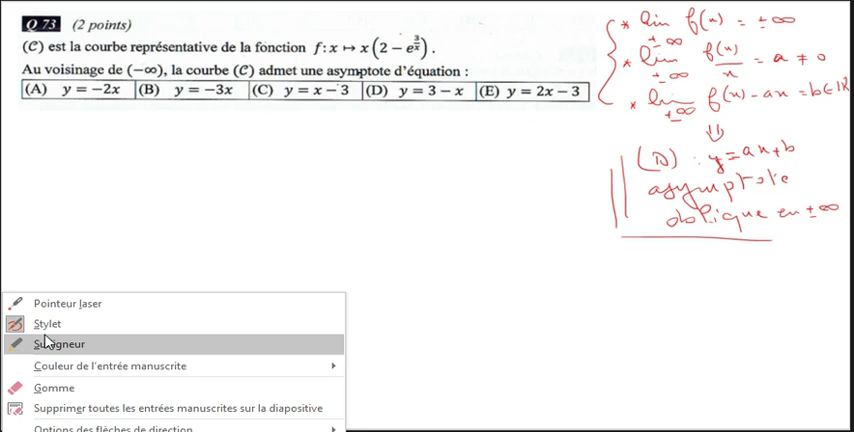 Q 73 (2 points)
(C) est la courbe représentative de la fonction f : x ↦ x(2 − e^{3/x}).
Au voisinage de (−∞), la courbe (C) admet une asymptote d'équation :
(A) y = −2x (B) y = −3x (C) y = x − 3 (D) y = 3 − x (E) y = 2x − 3
* lim f(x) = ±∞
±∞
* lim f(x)/x = a ≠ 0
±∞
* lim f(x) − ax = b ∈ IR
±∞
⇓
(D) : y = ax + b
asymptote
oblique en ±∞
Pointeur laser
Stylet
Surligneur
Couleur de l'entrée manuscrite
Gomme
Supprimer toutes les entrées manuscrites sur la diapositive
Options des flèches de direction